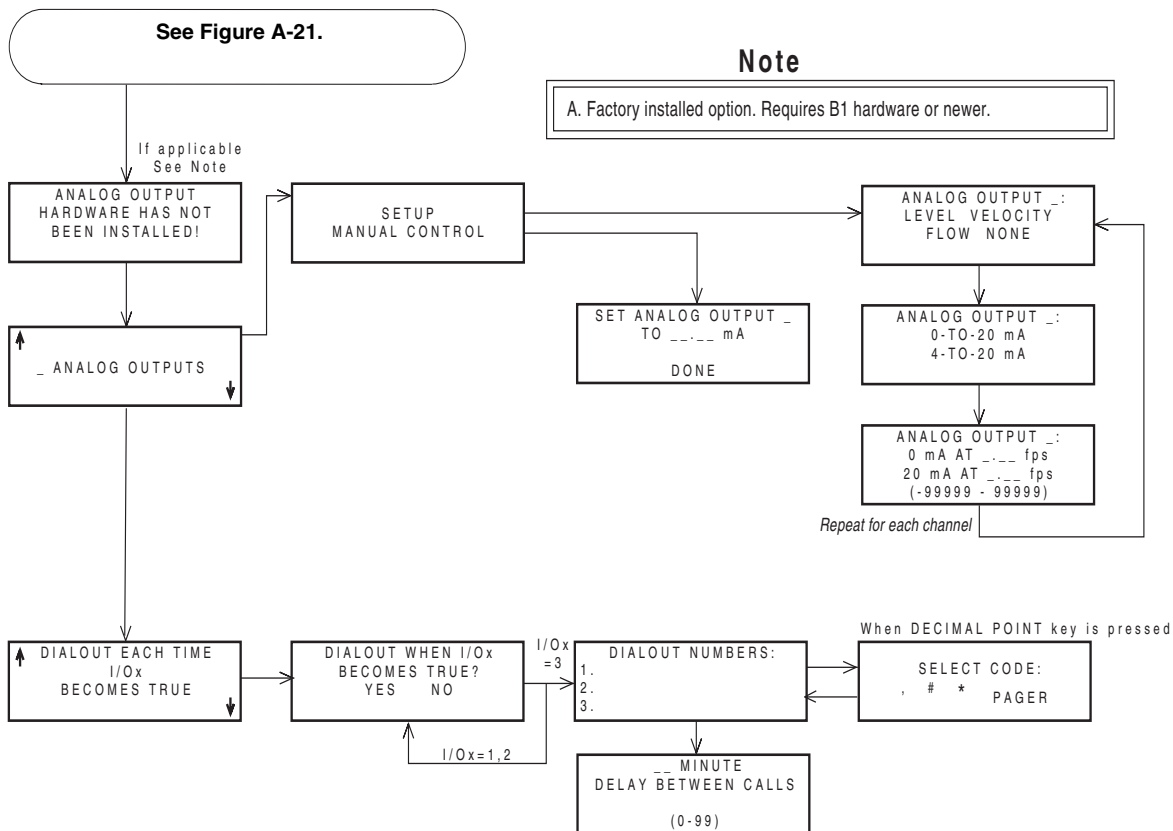 See Figure A-21.
Note
A. Factory installed option. Requires B1 hardware or newer.
If applicable
See Note
ANALOG OUTPUT
HARDWARE HAS NOT
BEEN INSTALLED!
SETUP
MANUAL CONTROL
ANALOG OUTPUT _:
LEVEL VELOCITY
FLOW NONE
_ ANALOG OUTPUTS
SET ANALOG OUTPUT _
TO __.__ mA
DONE
ANALOG OUTPUT _:
0-TO-20 mA
4-TO-20 mA
ANALOG OUTPUT _:
0 mA AT _.__ fps
20 mA AT _.__ fps
(-99999 - 99999)
Repeat for each channel
DIALOUT EACH TIME
I/Ox
BECOMES TRUE
DIALOUT WHEN I/Ox
BECOMES TRUE?
YES NO
I/Ox
=3
I/Ox=1,2
DIALOUT NUMBERS:
1.
2.
3.
When DECIMAL POINT key is pressed
SELECT CODE:
, # * PAGER
__ MINUTE
DELAY BETWEEN CALLS
(0-99)